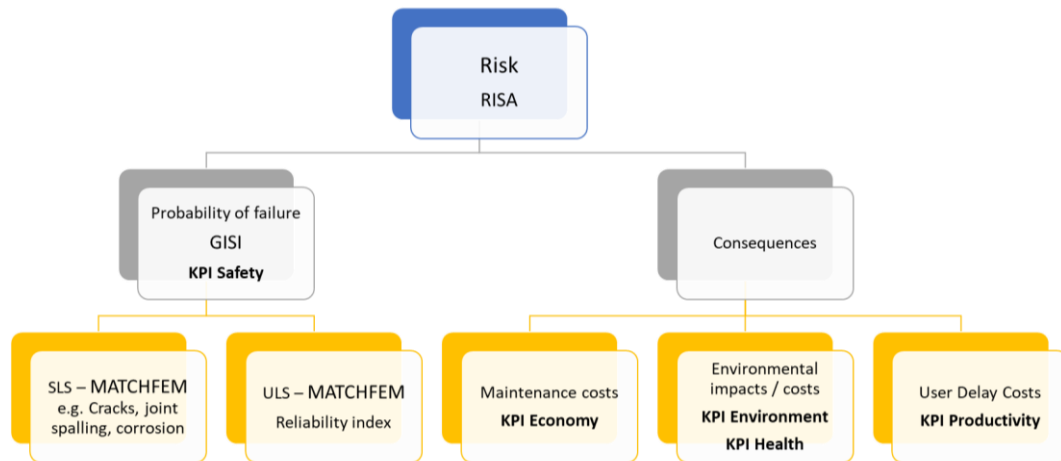 Risk
RISA
Probability of failure
GISI
KPI Safety
Consequences
SLS – MATCHFEM
e.g. Cracks, joint
spalling, corrosion
ULS – MATCHFEM
Reliability index
Maintenance costs
KPI Economy
Environmental
impacts / costs
KPI Environment
KPI Health
User Delay Costs
KPI Productivity